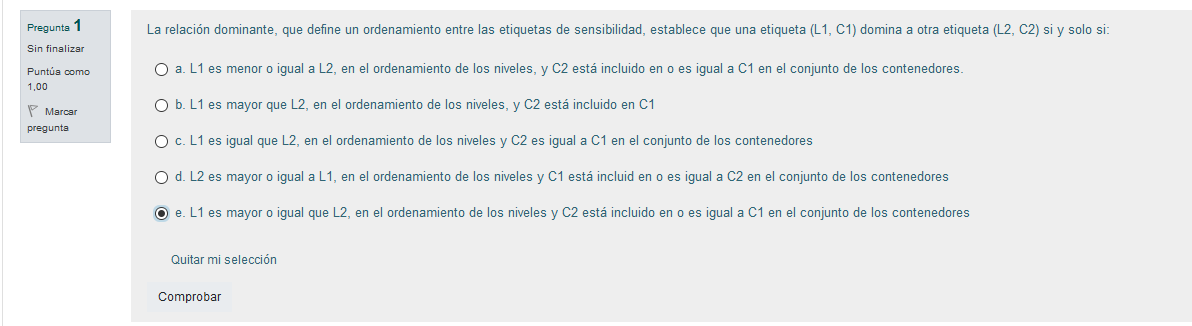 Pregunta 1
Sin finalizar
Puntúa como
1,00
Marcar
pregunta
La relación dominante, que define un ordenamiento entre las etiquetas de sensibilidad, establece que una etiqueta (L1, C1) domina a otra etiqueta (L2, C2) si y solo si:
a. L1 es menor o igual a L2, en el ordenamiento de los niveles, y C2 está incluido en o es igual a C1 en el conjunto de los contenedores.
b. L1 es mayor que L2, en el ordenamiento de los niveles, y C2 está incluido en C1
c. L1 es igual que L2, en el ordenamiento de los niveles y C2 es igual a C1 en el conjunto de los contenedores
d. L2 es mayor o igual a L1, en el ordenamiento de los niveles y C1 está incluid en o es igual a C2 en el conjunto de los contenedores
e. L1 es mayor o igual que L2, en el ordenamiento de los niveles y C2 está incluido en o es igual a C1 en el conjunto de los contenedores
Quitar mi selección
Comprobar